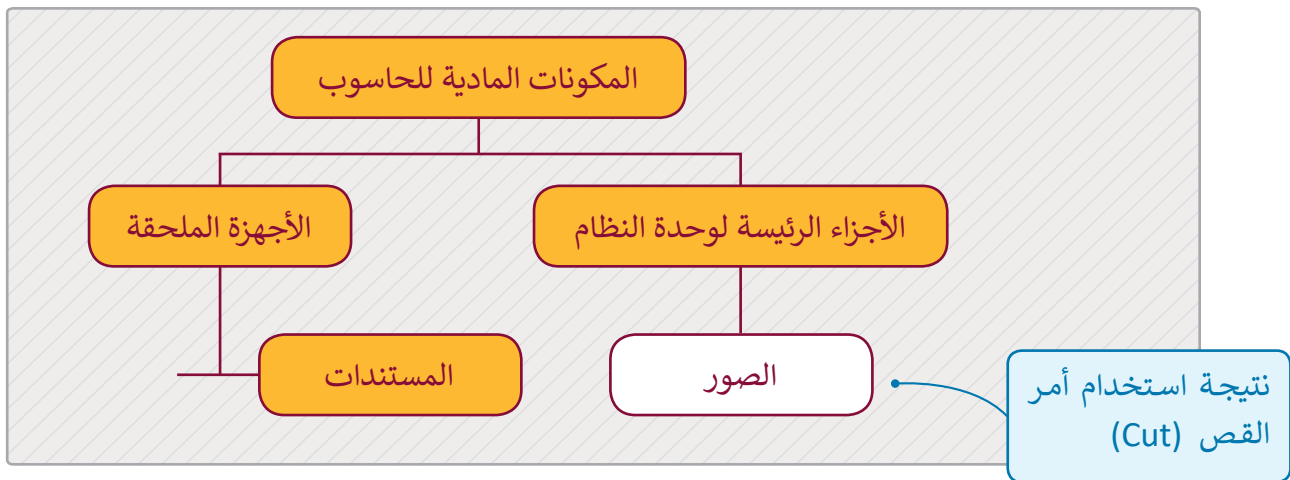 المكونات المادية للحاسوب
الأجزاء الرئيسة لوحدة النظام
الأجهزة الملحقة
الصور
المستندات
نتيجة استخدام أمر
القص (Cut)